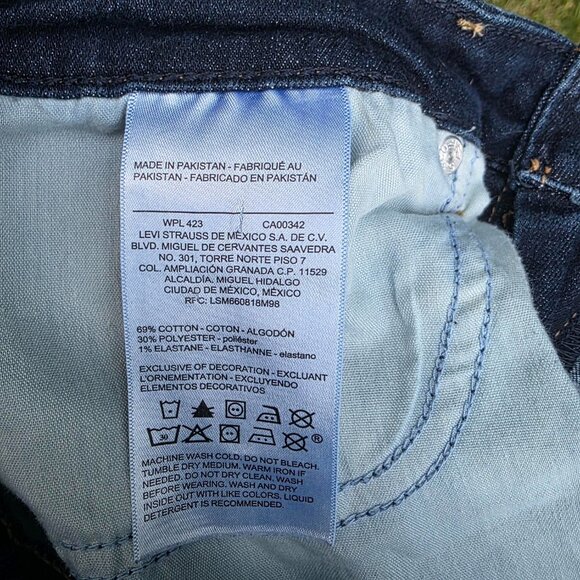 MADE IN PAKISTAN - FABRIQUÉ AU
PAKISTAN - FABRICADO EN PAKISTÁN
WPL 423 CA00342
LEVI STRAUSS DE MÉXICO S.A. DE C.V.
BLVD. MIGUEL DE CERVANTES SAAVEDRA
NO. 301, TORRE NORTE PISO 7
COL. AMPLIACIÓN GRANADA C.P. 11529
ALCALDÍA, MIGUEL HIDALGO
CIUDAD DE MÉXICO, MÉXICO
RFC: LSM660818M98
69% COTTON - COTON - ALGODÓN
30% POLYESTER - poliéster
1% ELASTANE - ELASTHANNE - elastano
EXCLUSIVE OF DECORATION - EXCLUANT
L'ORNEMENTATION - EXCLUYENDO
ELEMENTOS DECORATIVOS
30 ®
MACHINE WASH COLD. DO NOT BLEACH.
TUMBLE DRY MEDIUM. WARM IRON IF
NEEDED. DO NOT DRY CLEAN. WASH
BEFORE WEARING. WASH AND DRY
INSIDE OUT WITH LIKE COLORS. LIQUID
DETERGENT IS RECOMMENDED.